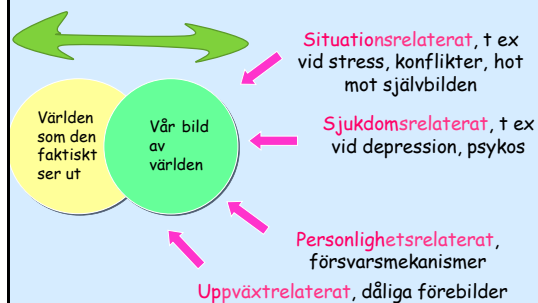 Situationsrelaterat, t ex
vid stress, konflikter, hot
mot självbilden
Världen
som den
faktiskt
ser ut
Vår bild
av
världen
Sjukdomsrelaterat, t ex
vid depression, psykos
Personlighetsrelaterat,
försvarsmekanismer
Uppväxtrelaterat, dåliga förebilder